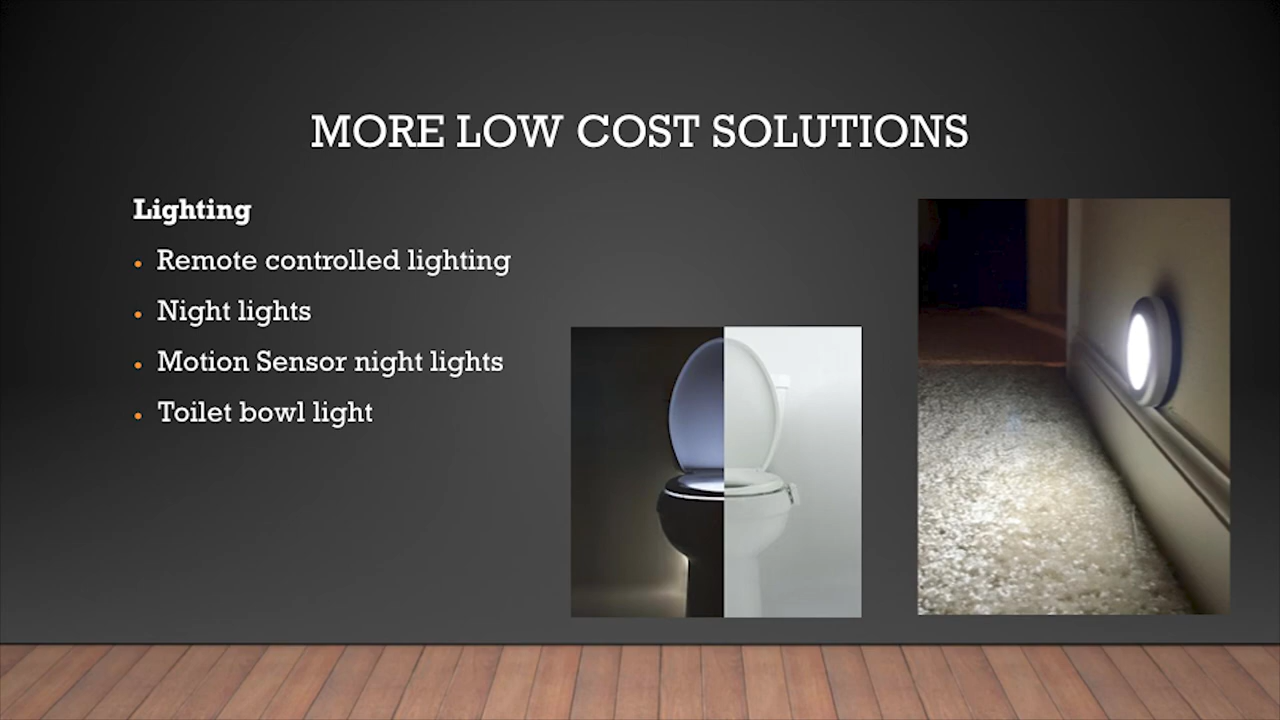 MORE LOW COST SOLUTIONS
Lighting
• Remote controlled lighting
• Night lights
• Motion Sensor night lights
• Toilet bowl light